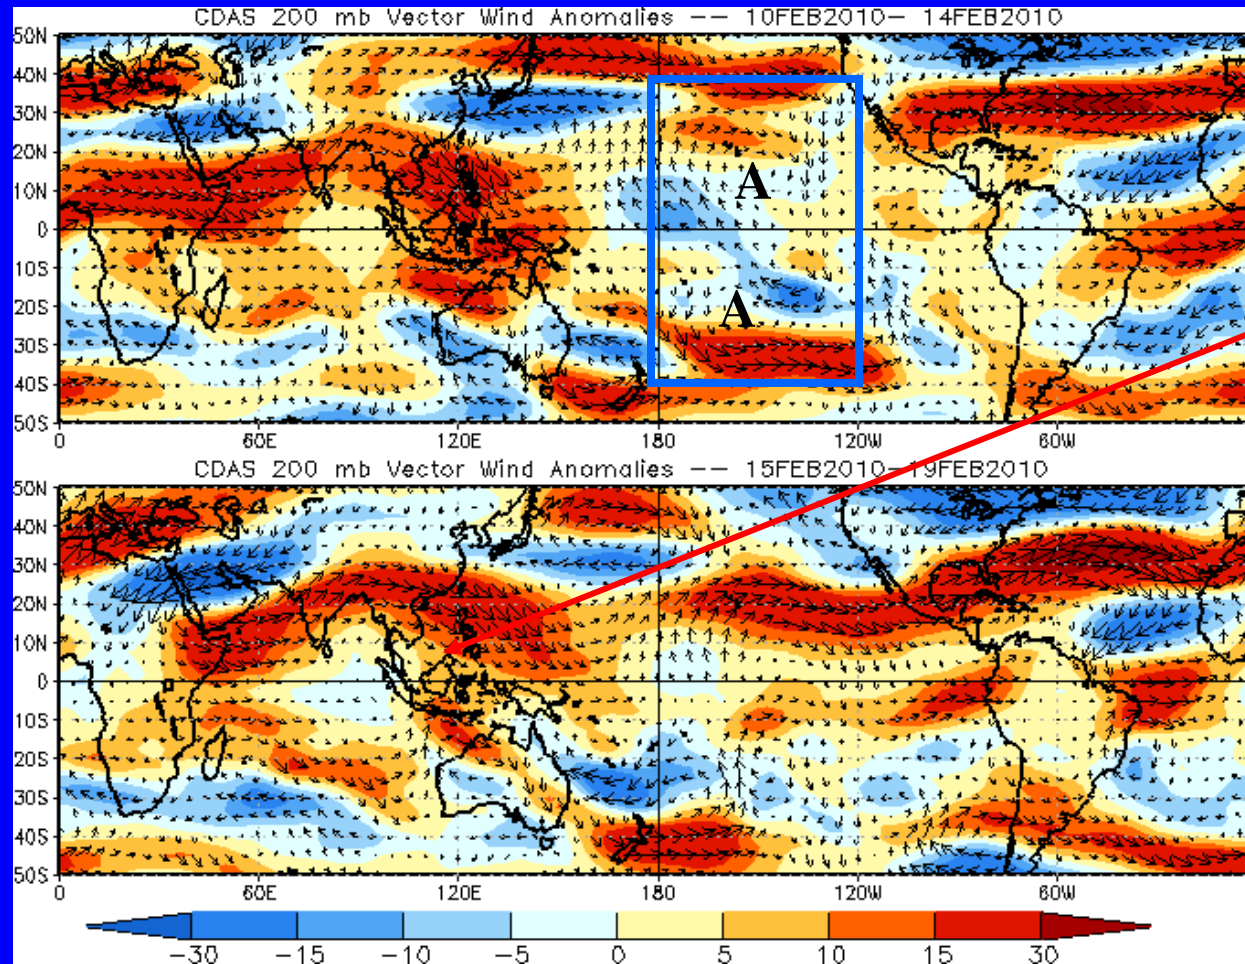 CDAS 200 mb Vector Wind Anomalies -- 10FEB2010- 14FEB2010
50N
40N
30N
20N
10N
0
10S
20S
30S
40S
50S
A
A
0 60E 120E 180 120W 60W
CDAS 200 mb Vector Wind Anomalies -- 15FEB2010-19FEB2010
50N
40N
30N
20N
10N
0
10S
20S
30S
40S
50S
0 60E 120E 180 120W 60W
-30 -15 -10 -5 0 5 10 15 30